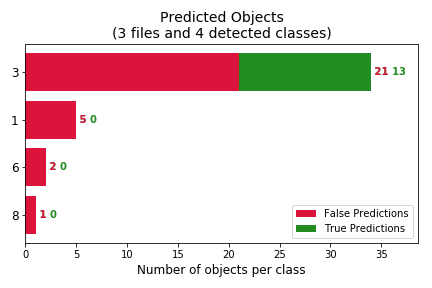 Predicted Objects
(3 files and 4 detected classes)
3 21 13
1 5 0
6 2 0
8 1 0
False Predictions
True Predictions
0 5 10 15 20 25 30 35
Number of objects per class